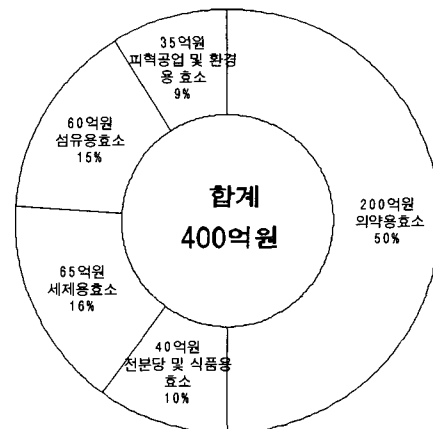 35억원
피혁공업 및 환경
용 효소
9%
60억원
섬유용효소
15%
합계
400억원
200억원
의약용효소
50%
65억원
세제용효소
16%
40억원
전분당 및 식품용
효소
10%